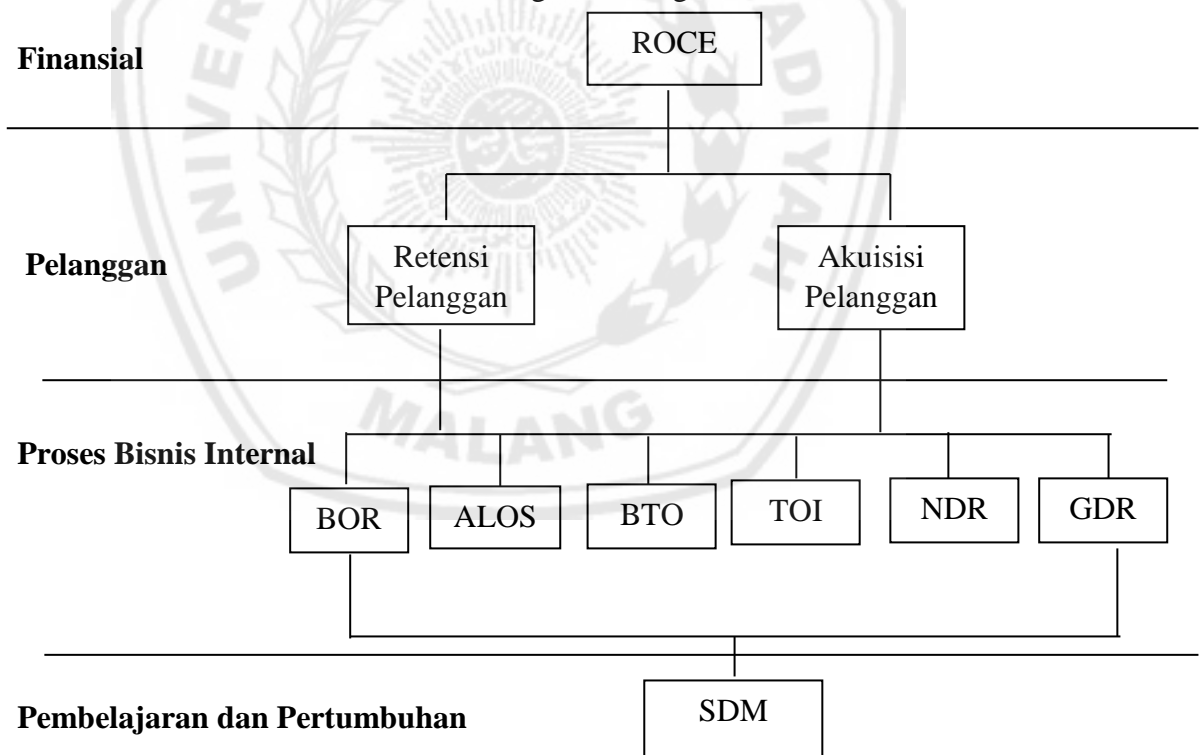 ROCE
Finansial
Pelanggan
Retensi
Pelanggan
Akuisisi
Pelanggan
MALANG
Proses Bisnis Internal
BOR
ALOS
BTO
TOI
NDR
GDR
SDM
Pembelajaran dan Pertumbuhan